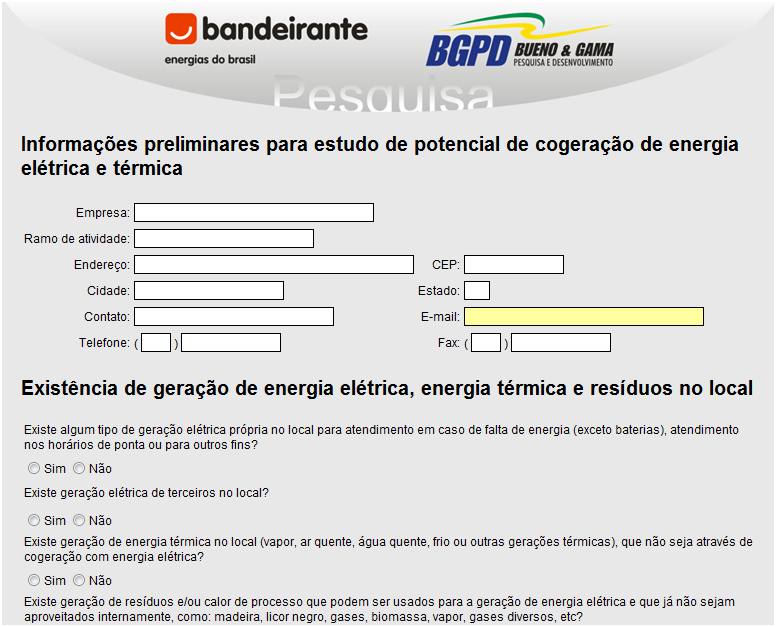 bandeirante
energias do brasil
BGPD BUENO & GAMA
PESQUISA E DESENVOLVIMENTO
Pesquisa
Informações preliminares para estudo de potencial de cogeração de energia
elétrica e térmica
Empresa:
Ramo de atividade:
Endereço: CEP:
Cidade: Estado:
Contato: E-mail:
Telefone: ( ) Fax: ( )
Existência de geração de energia elétrica, energia térmica e resíduos no local
Existe algum tipo de geração elétrica própria no local para atendimento em caso de falta de energia (exceto baterias), atendimento
nos horários de ponta ou para outros fins?
Sim Não
Existe geração elétrica de terceiros no local?
Sim Não
Existe geração de energia térmica no local (vapor, ar quente, água quente, frio ou outras gerações térmicas), que não seja através de
cogeração com energia elétrica?
Sim Não
Existe geração de resíduos e/ou calor de processo que podem ser usados para a geração de energia elétrica e que já não sejam
aproveitados internamente, como: madeira, licor negro, gases, biomassa, vapor, gases diversos, etc?